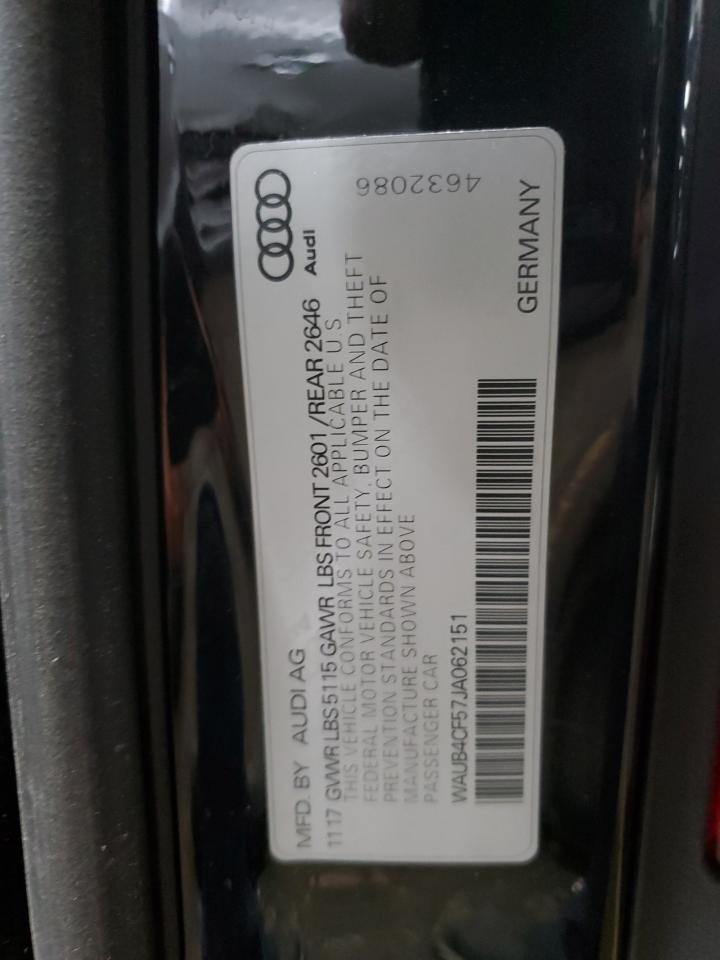 Audi
4632086
MFD. BY AUDI AG
11 17 GVWR LBS 5115 GAWR LBS FRONT 2601 /REAR 2646
THIS VEHICLE CONFORMS TO ALL APPLICABLE U.S.
FEDERAL MOTOR VEHICLE SAFETY, BUMPER AND THEFT
PREVENTION STANDARDS IN EFFECT ON THE DATE OF
MANUFACTURE SHOWN ABOVE
PASSENGER CAR
WAUB4CF57JA062151
GERMANY